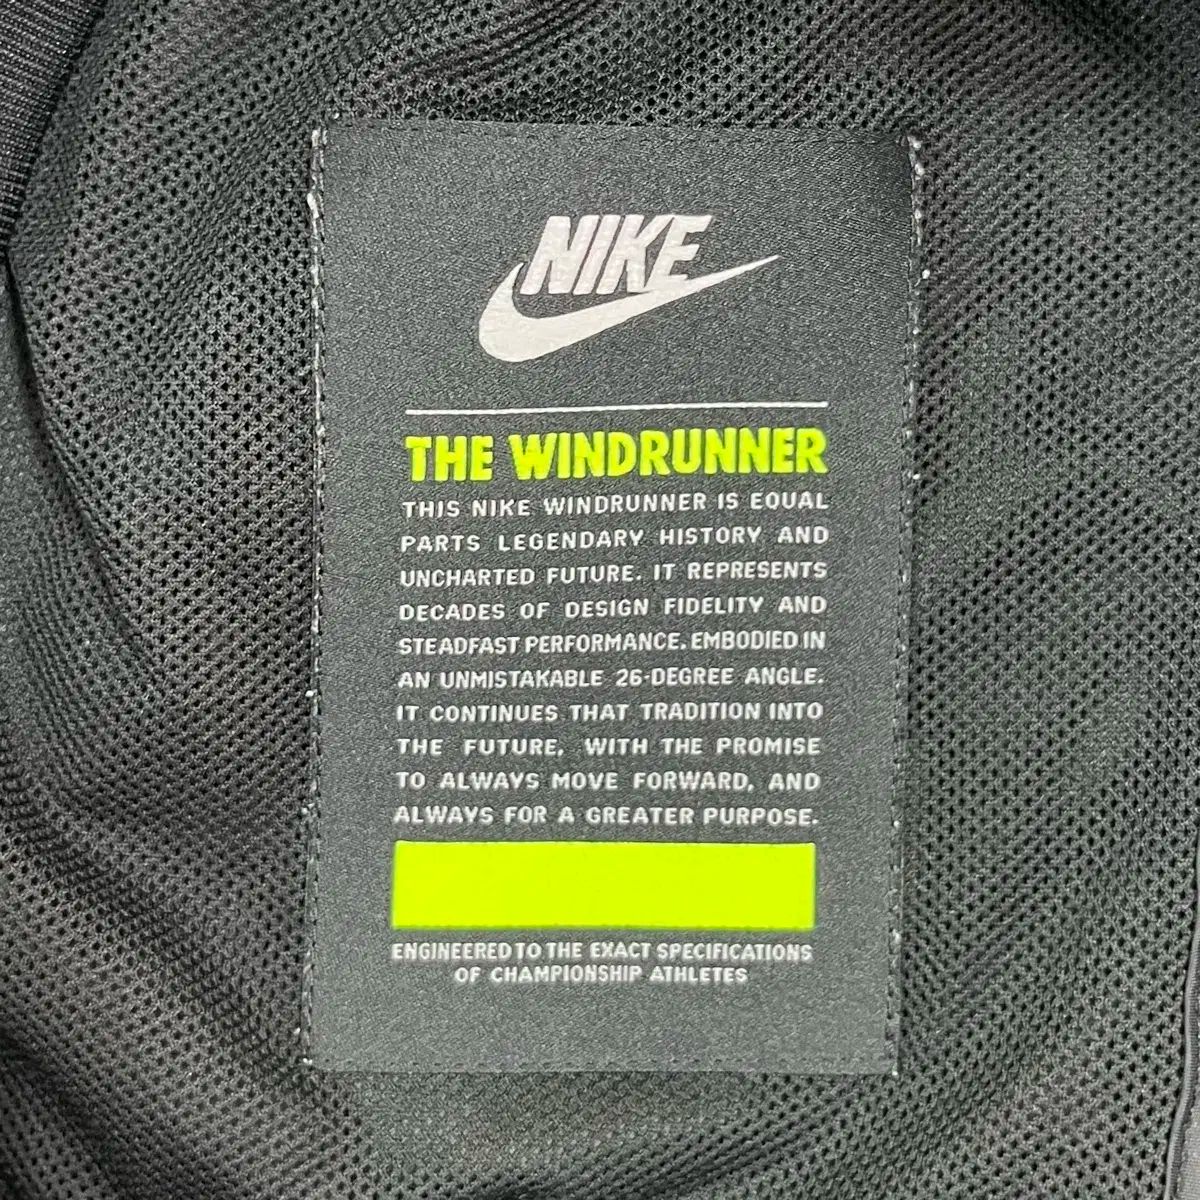 NIKE
THE WINDRUNNER
THIS NIKE WINDRUNNER IS EQUAL
PARTS LEGENDARY HISTORY AND
UNCHARTED FUTURE. IT REPRESENTS
DECADES OF DESIGN FIDELITY AND
STEADFAST PERFORMANCE. EMBODIED IN
AN UNMISTAKABLE 26-DEGREE ANGLE.
IT CONTINUES THAT TRADITION INTO
THE FUTURE, WITH THE PROMISE
TO ALWAYS MOVE FORWARD, AND
ALWAYS FOR A GREATER PURPOSE.
ENGINEERED TO THE EXACT SPECIFICATIONS
OF CHAMPIONSHIP ATHLETES